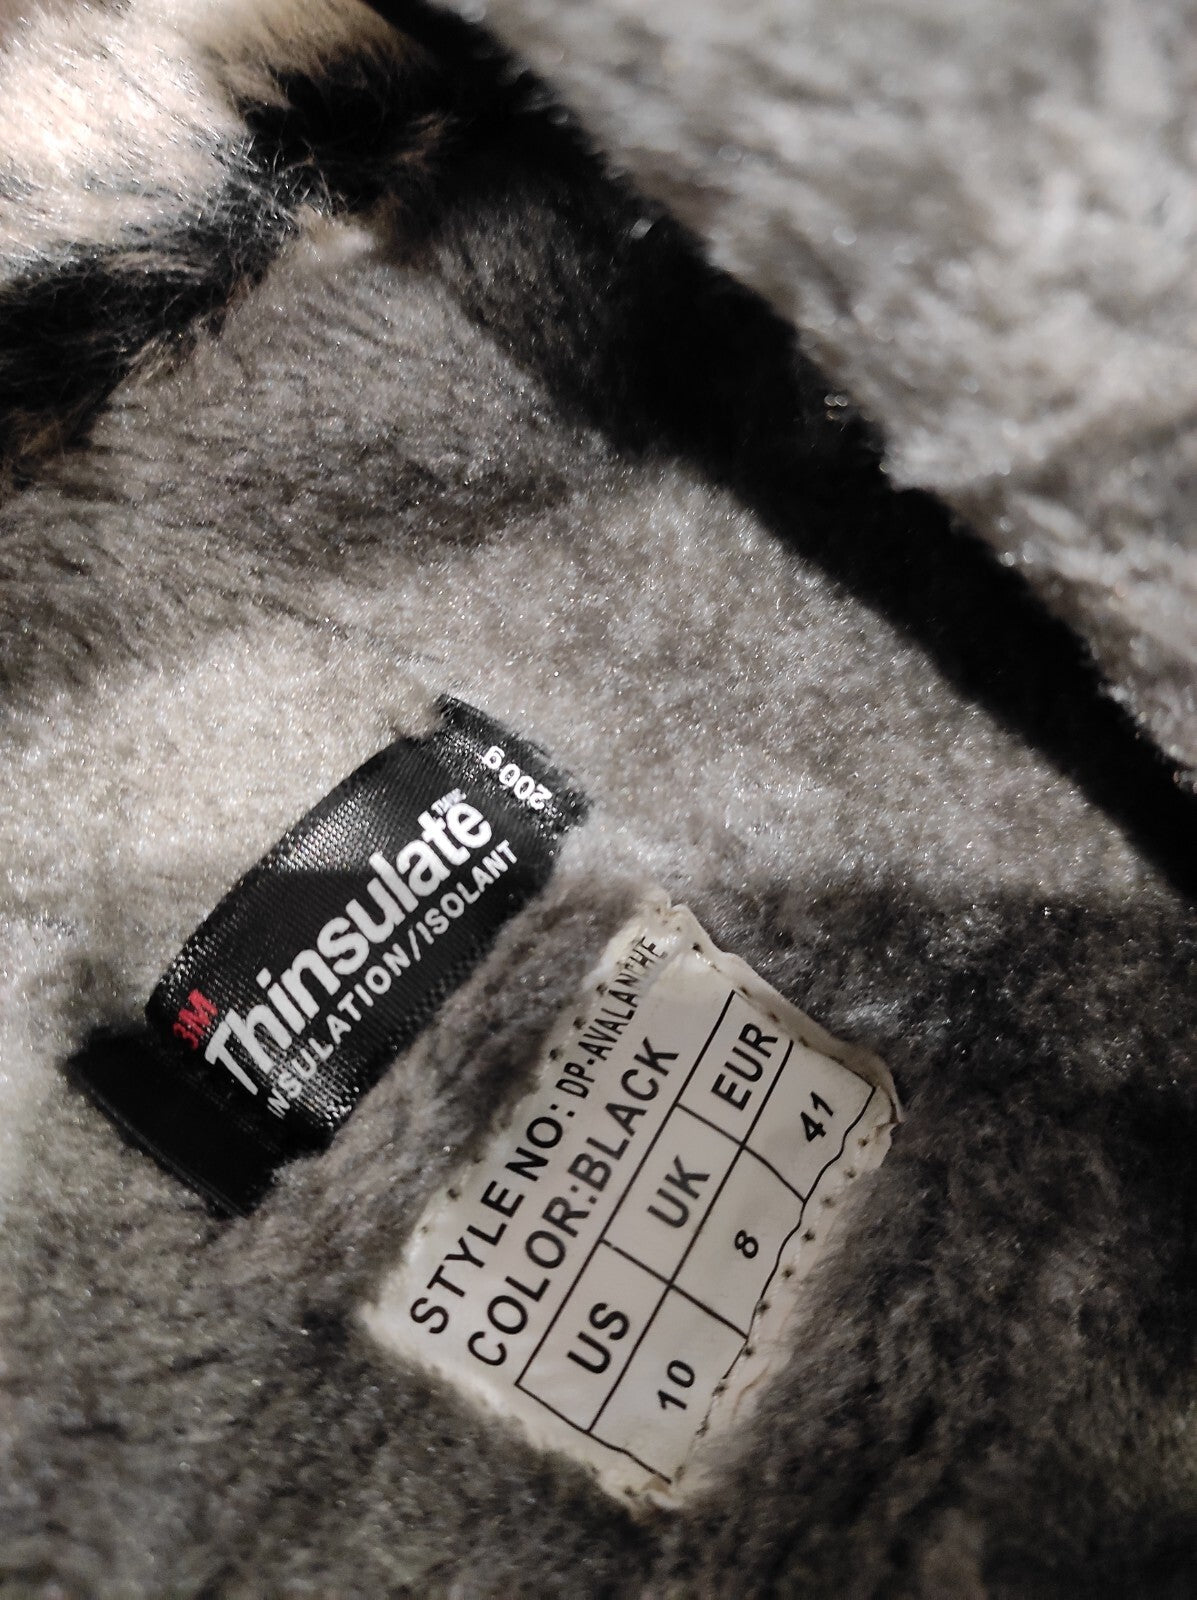 200g
3M
Thinsulate™
INSULATION/ISOLANT
STYLE NO: DP-AVALANCHE
COLOR:BLACK
US UK EUR
10 8 41